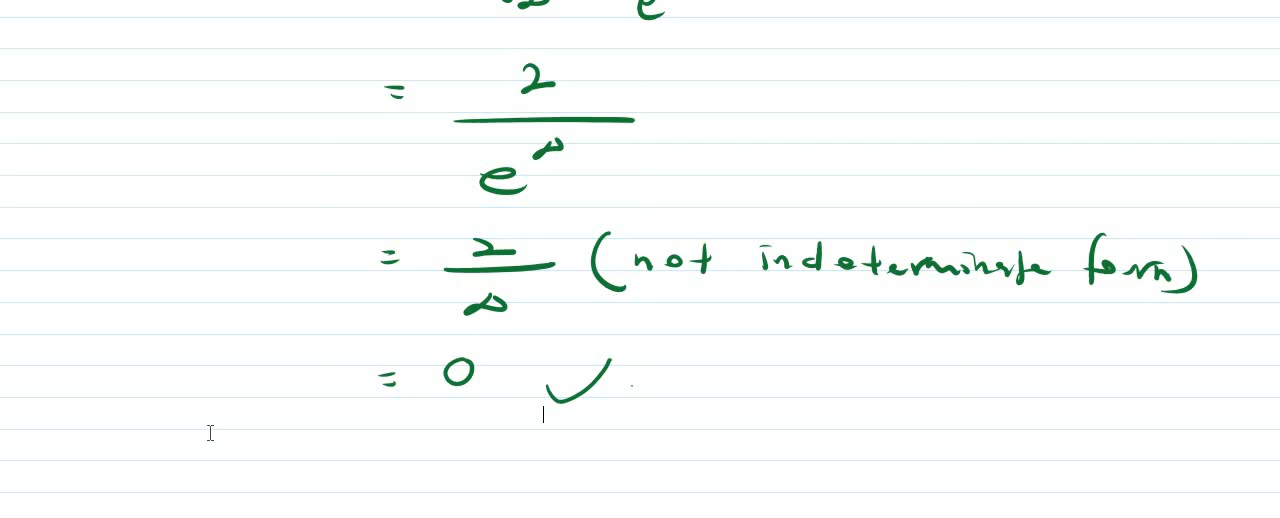 e
= 2 / e^∞
= 2 / ∞ (not indeterminate form)
= 0 ✓